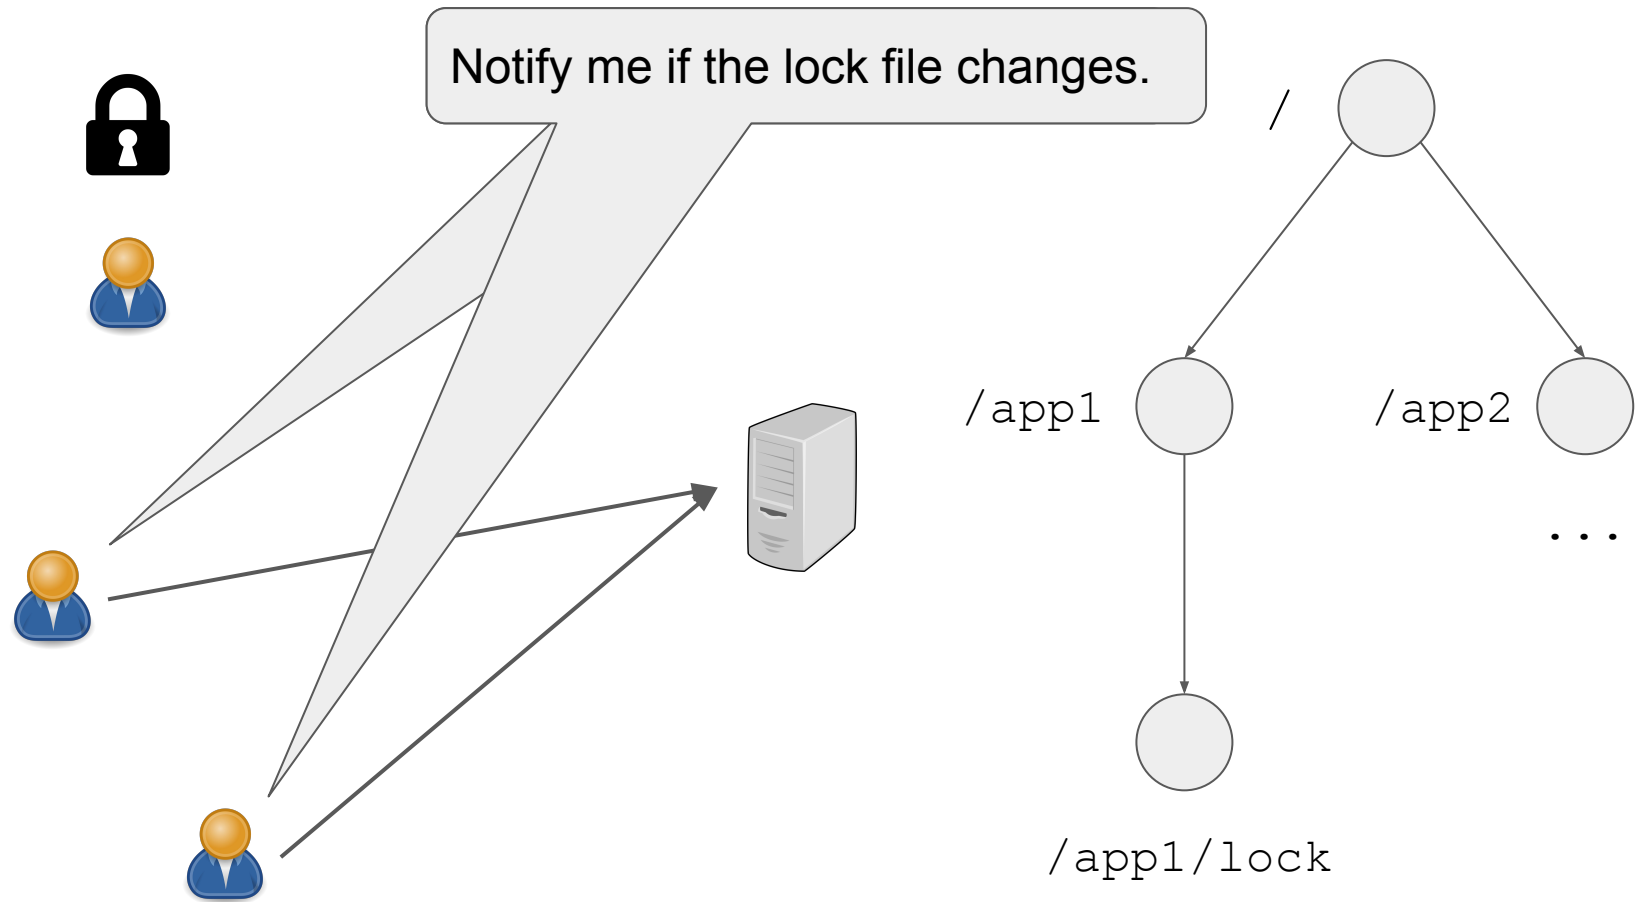 Notify me if the lock file changes.
/
/app1
/app2
...
/app1/lock